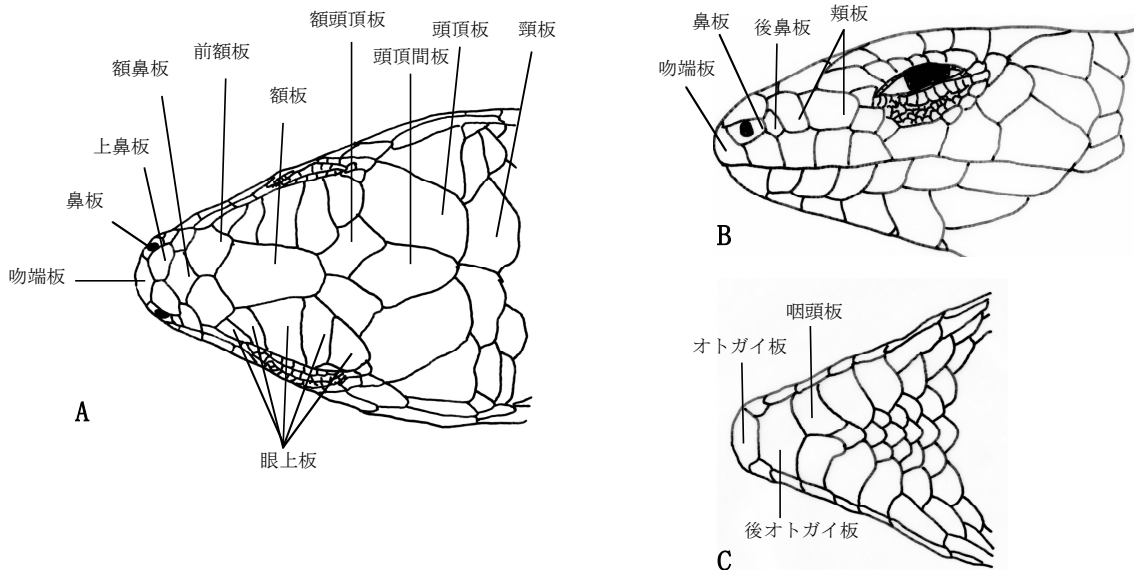 額頭頂板
頭頂板
頸板
前額板
頭頂間板
額鼻板
額板
上鼻板
鼻板
吻端板
A
眼上板
鼻板
後鼻板
頬板
吻端板
B
咽頭板
オトガイ板
後オトガイ板
C